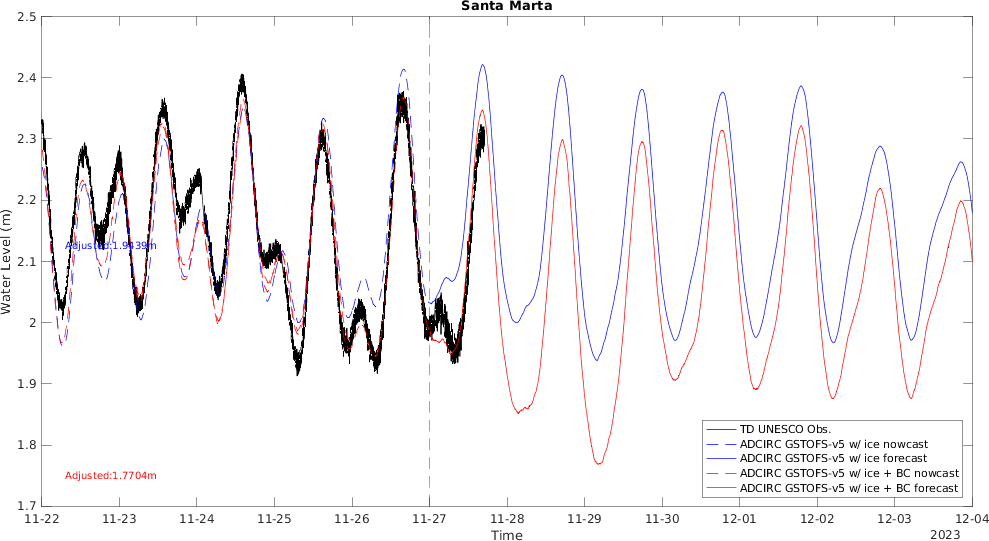 Santa Marta
2.5
2.4
2.3
2.2
2.1
2
1.9
1.8
1.7
Water Level (m)
Adjusted:1.9439m
Adjusted:1.7704m
TD UNESCO Obs.
ADCIRC GSTOFS-v5 w/ ice nowcast
ADCIRC GSTOFS-v5 w/ ice forecast
ADCIRC GSTOFS-v5 w/ ice + BC nowcast
ADCIRC GSTOFS-v5 w/ ice + BC forecast
11-22 11-23 11-24 11-25 11-26 11-27 11-28 11-29 11-30 12-01 12-02 12-03 12-04
Time
2023